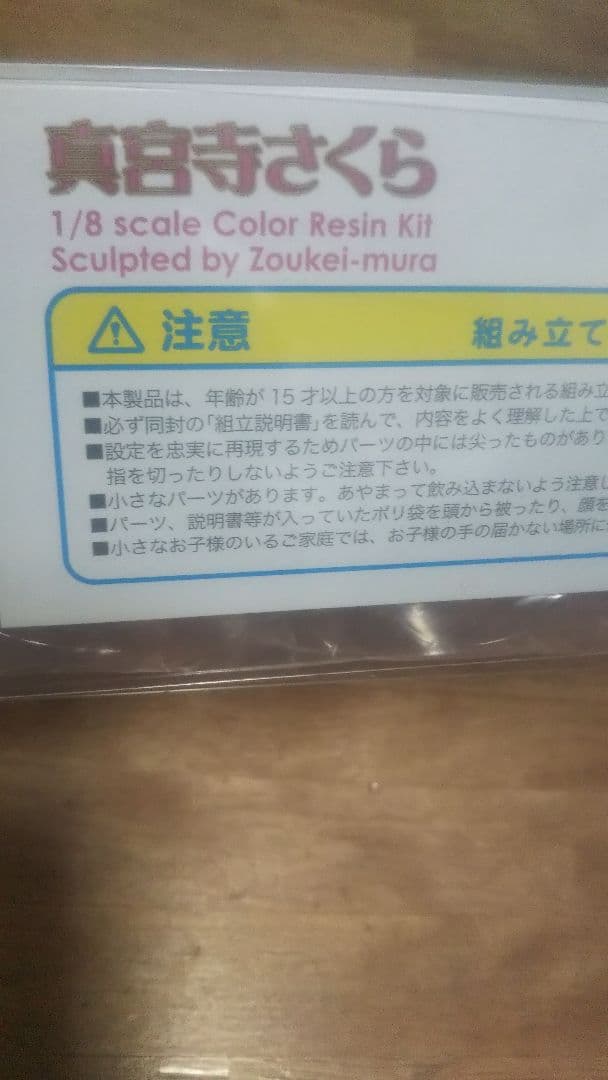 真宮寺さくら
1/8 scale Color Resin Kit
Sculpted by Zoukei-mura
注意 組み立て
■本製品は、年齢が15才以上の方を対象に販売される組み立
■必ず同封の「組立説明書」を読んで、内容をよく理解した上で
■設定を忠実に再現するためパーツの中には尖ったものがあり
指を切ったりしないようご注意下さい。
■小さなパーツがあります。あやまって飲み込まないよう注意し
■パーツ、説明書等が入っていたポリ袋を頭から被ったり、顔を
■小さなお子様のいるご家庭では、お子様の手の届かない場所に